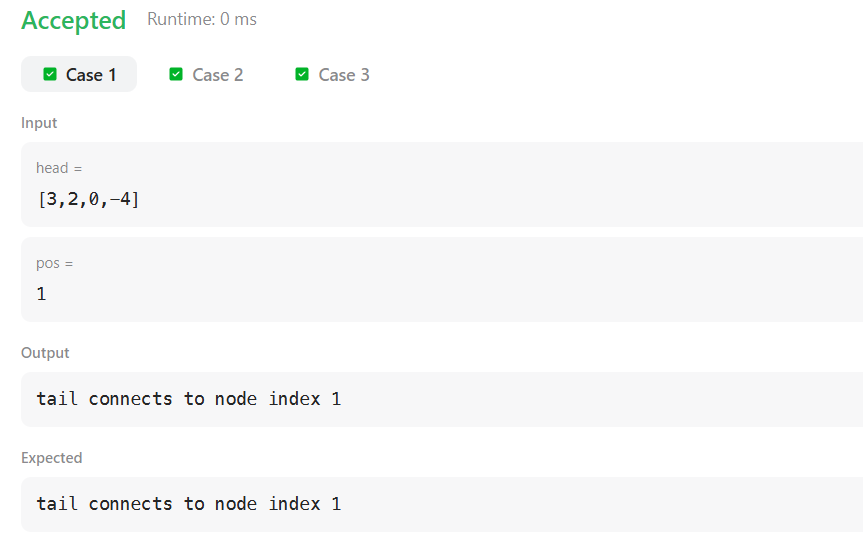 Accepted Runtime: 0 ms
Case 1 Case 2 Case 3
Input
head =
[3,2,0,-4]
pos =
1
Output
tail connects to node index 1
Expected
tail connects to node index 1